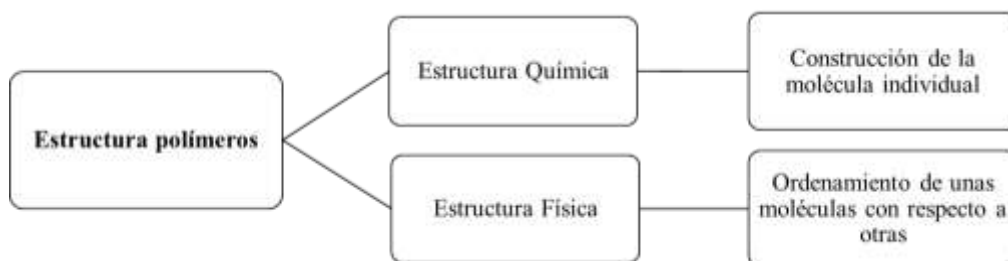 Estructura polímeros
Estructura Química
Construcción de la
molécula individual
Estructura Física
Ordenamiento de unas
moléculas con respecto a
otras